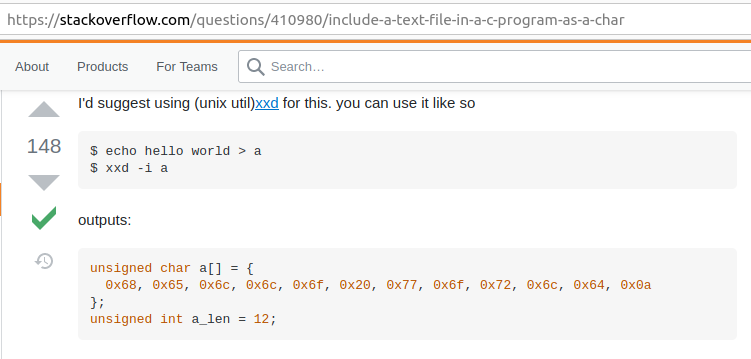 https://stackoverflow.com/questions/410980/include-a-text-file-in-a-c-program-as-a-char
About Products For Teams Search...
I'd suggest using (unix util)xxd for this. you can use it like so
148
$ echo hello world > a
$ xxd -i a
outputs:
unsigned char a[] = {
  0x68, 0x65, 0x6c, 0x6c, 0x6f, 0x20, 0x77, 0x6f, 0x72, 0x6c, 0x64, 0x0a
};
unsigned int a_len = 12;